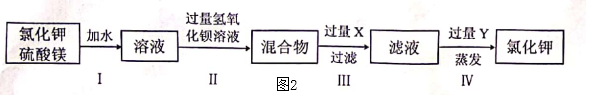 氯化钾
硫酸镁
加水
I
溶液
过量氢氧
化钡溶液
II
混合物
图2
过量X
过滤
III
滤液
过量Y
蒸发
IV
氯化钾